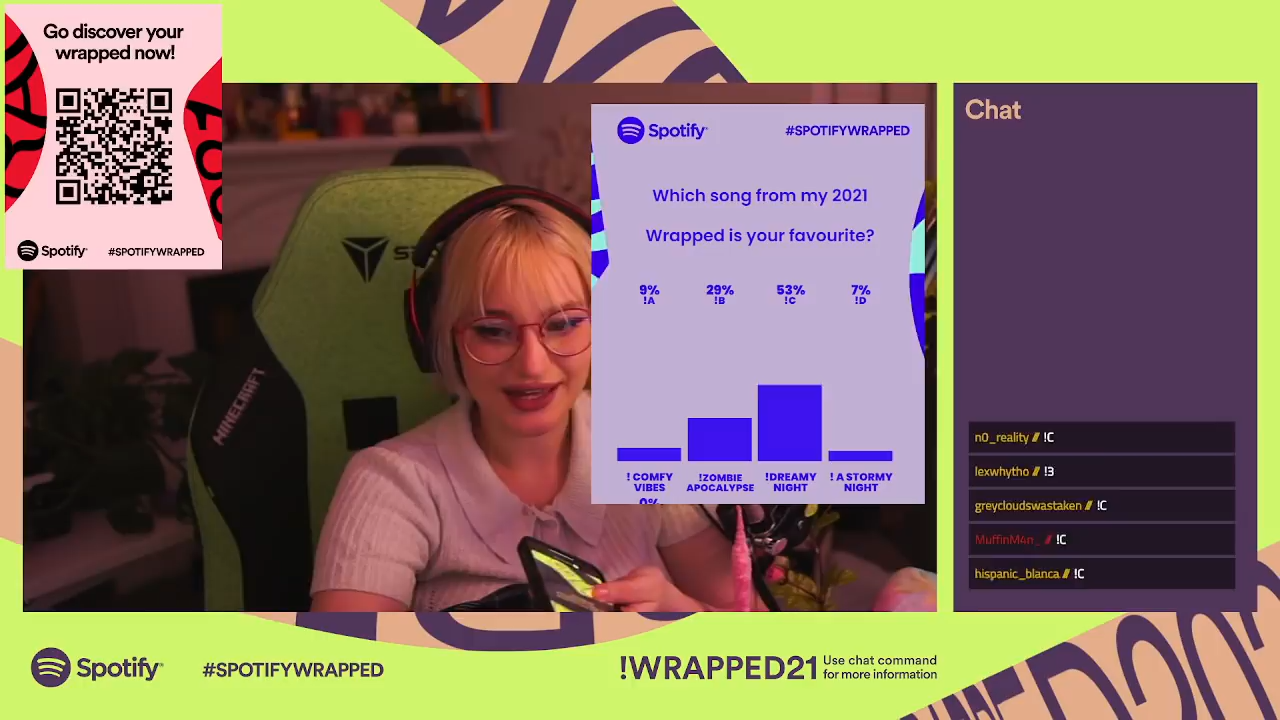 Go discover your
wrapped now!
Spotify
#SPOTIFYWRAPPED
MINECRAFT
Spotify
#SPOTIFYWRAPPED
Which song from my 2021
Wrapped is your favourite?
9% 29% 53% 7%
!A !B !C !D
! COMFY VIBES
!ZOMBIE APOCALYPSE
!DREAMY NIGHT
! A STORMY NIGHT
0%
Chat
n0_reality // !C
lexwhytho // !3
greycloudswastaken // !C
MuffinM4n_ // !C
hispanic_blanca // !C
Spotify
#SPOTIFYWRAPPED
!WRAPPED21
Use chat command
for more information